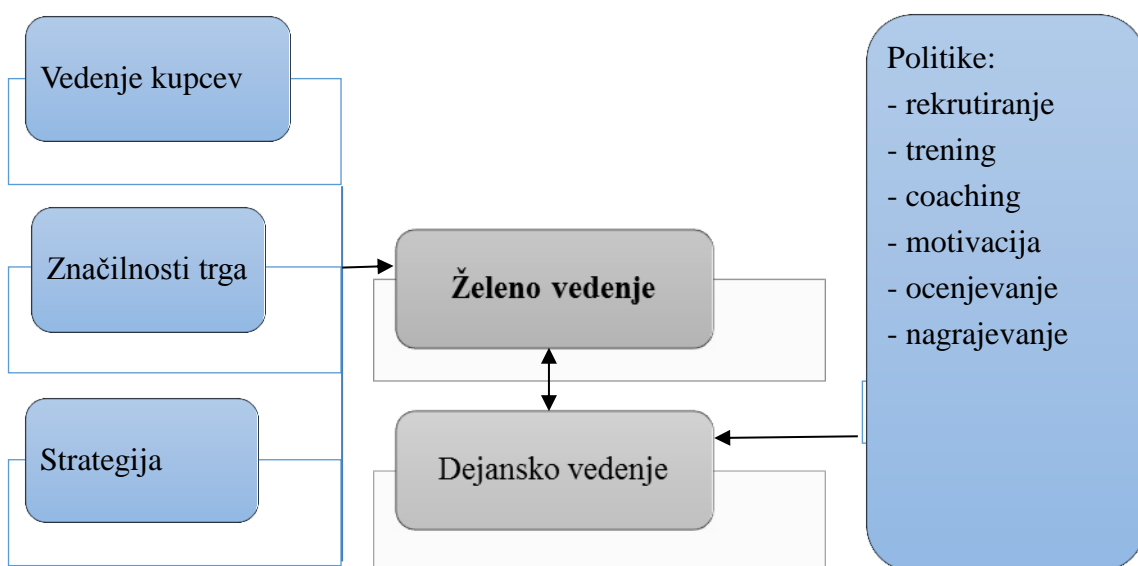 Vedenje kupcev
Značilnosti trga
Strategija
Želeno vedenje
Dejansko vedenje
Politike:
- rekrutiranje
- trening
- coaching
- motivacija
- ocenjevanje
- nagrajevanje